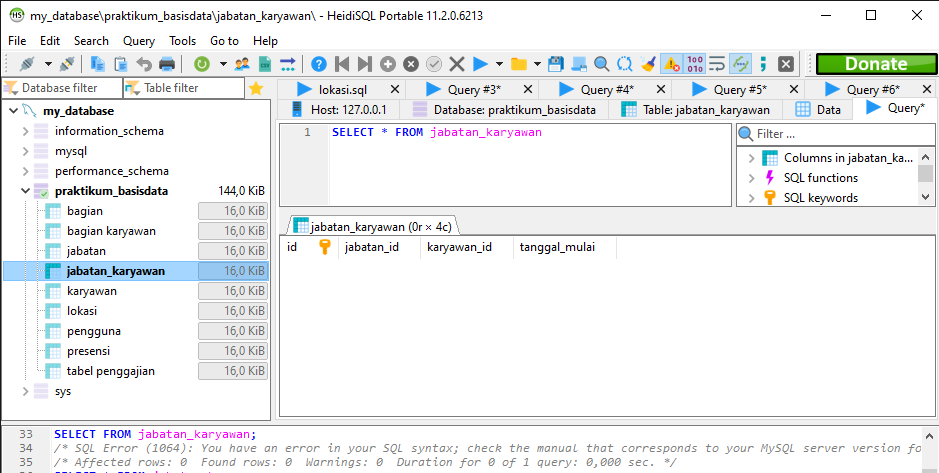 my_database\praktikum_basisdata\jabatan_karyawan\ - HeidiSQL Portable 11.2.0.6213
File Edit Search Query Tools Go to Help
Donate
Database filter Table filter
lokasi.sql Query #3* Query #4* Query #5* Query #6*
Host: 127.0.0.1 Database: praktikum_basisdata Table: jabatan_karyawan Data Query*
my_database
information_schema
mysql
performance_schema
praktikum_basisdata 144,0 KiB
bagian 16,0 KiB
bagian karyawan 16,0 KiB
jabatan 16,0 KiB
jabatan_karyawan 16,0 KiB
karyawan 16,0 KiB
lokasi 16,0 KiB
pengguna 16,0 KiB
presensi 16,0 KiB
tabel penggajian 16,0 KiB
sys
1 SELECT * FROM jabatan_karyawan
Filter ...
Columns in jabatan_ka...
SQL functions
SQL keywords
jabatan_karyawan (0r × 4c)
id jabatan_id karyawan_id tanggal_mulai
33 SELECT FROM jabatan_karyawan;
34 /* SQL Error (1064): You have an error in your SQL syntax; check the manual that corresponds to your MySQL server version fo
35 /* Affected rows: 0 Found rows: 0 Warnings: 0 Duration for 0 of 1 query: 0,000 sec. */